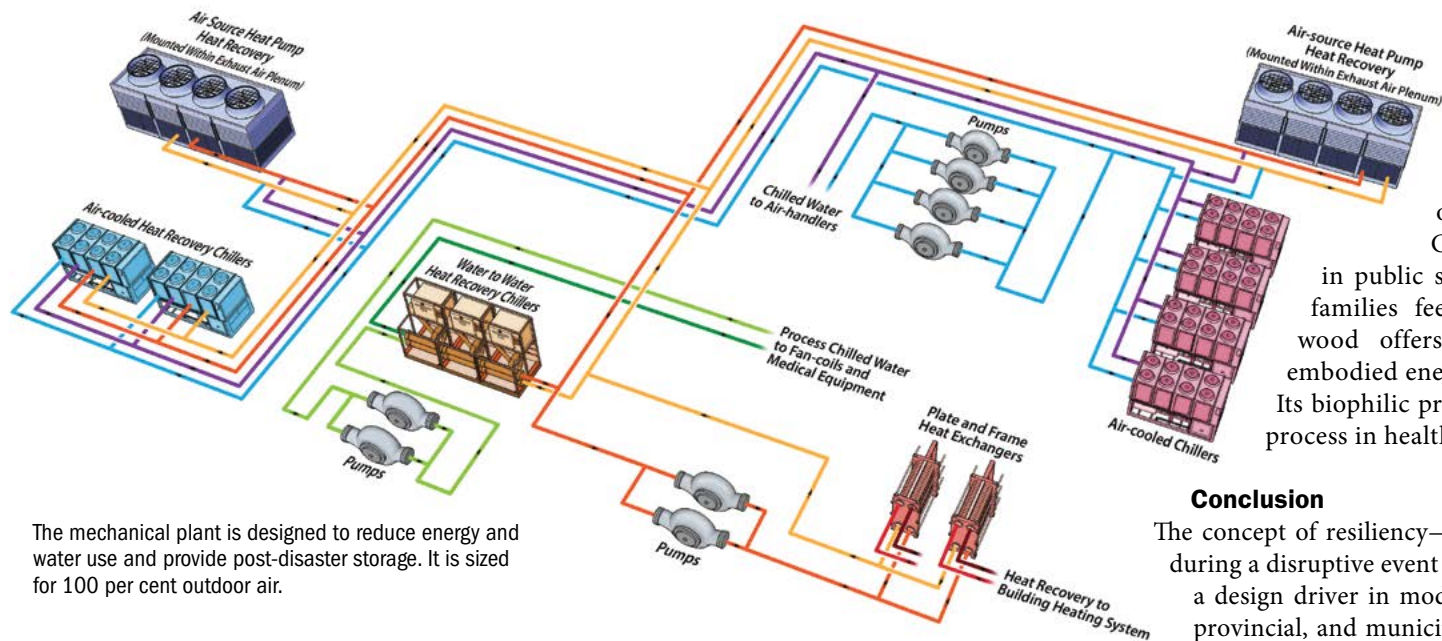 Air Source Heat Pump
Heat Recovery
(Mounted Within Exhaust Air Plenum)
Air-source Heat Pump
Heat Recovery
(Mounted Within Exhaust Air Plenum)
Pumps
Chilled Water
to Air-handlers
Air-cooled Heat Recovery Chillers
Water to Water
Heat Recovery Chillers
Process Chilled Water
to Fan-coils and
Medical Equipment
Pumps
Plate and Frame
Heat Exchangers
Air-cooled Chillers
Pumps
Heat Recovery to
Building Heating System
The mechanical plant is designed to reduce energy and
water use and provide post-disaster storage. It is sized
for 100 per cent outdoor air.
in public s
families fee
wood offers
embodied ene
Its biophilic pr
process in health
Conclusion
The concept of resiliency—
during a disruptive event
a design driver in mod
provincial, and munici